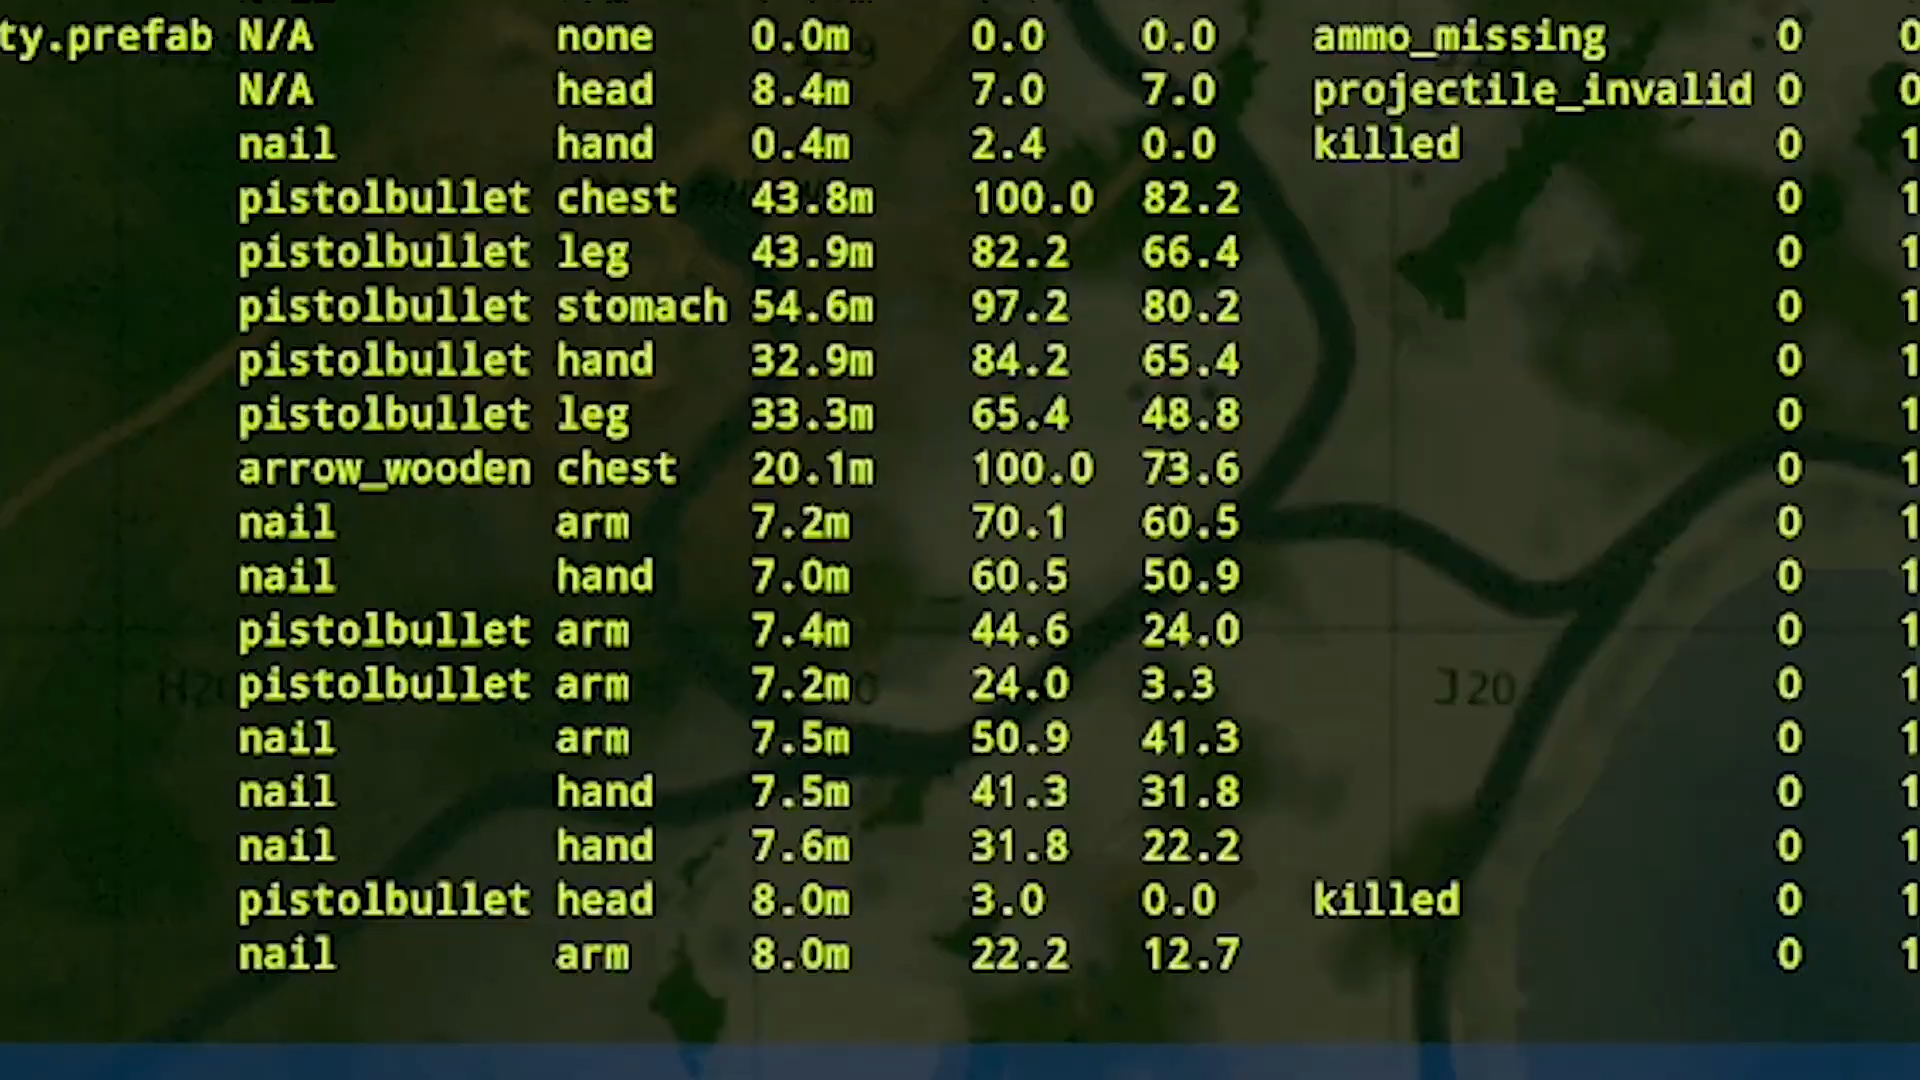 ty.prefab N/A none 0.0m 0.0 0.0 ammo_missing 0 0
N/A head 8.4m 7.0 7.0 projectile_invalid 0 0
nail hand 0.4m 2.4 0.0 killed 0 1
pistolbullet chest 43.8m 100.0 82.2 0 1
pistolbullet leg 43.9m 82.2 66.4 0 1
pistolbullet stomach 54.6m 97.2 80.2 0 1
pistolbullet hand 32.9m 84.2 65.4 0 1
pistolbullet leg 33.3m 65.4 48.8 0 1
arrow_wooden chest 20.1m 100.0 73.6 0 1
nail arm 7.2m 70.1 60.5 0 1
nail hand 7.0m 60.5 50.9 0 1
pistolbullet arm 7.4m 44.6 24.0 0 1
pistolbullet arm 7.2m 24.0 3.3 0 1
J20
nail arm 7.5m 50.9 41.3 0 1
nail hand 7.5m 41.3 31.8 0 1
nail hand 7.6m 31.8 22.2 0 1
pistolbullet head 8.0m 3.0 0.0 killed 0 1
nail arm 8.0m 22.2 12.7 0 1